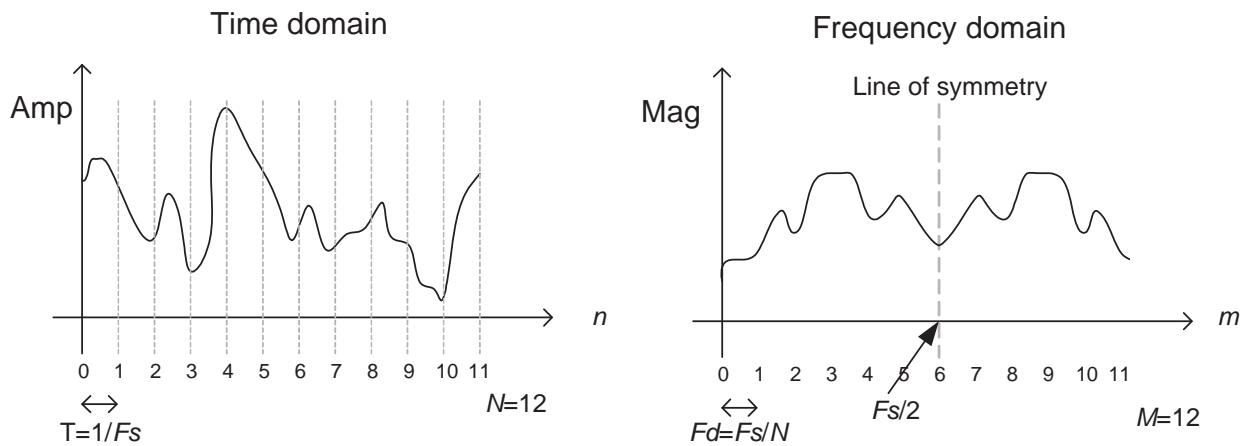 Time domain
Amp
n
0 1 2 3 4 5 6 7 8 9 10 11
N=12
T=1/Fs
Frequency domain
Line of symmetry
Mag
m
0 1 2 3 4 5 6 7 8 9 10 11
Fs/2
Fd=Fs/N
M=12